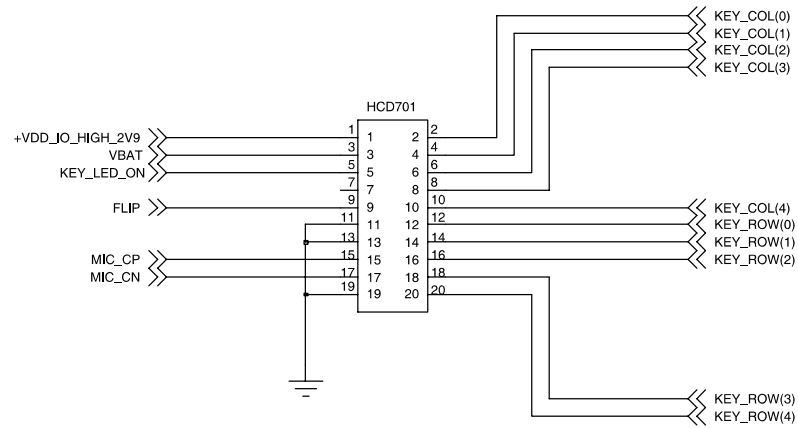 KEY_COL(0)
KEY_COL(1)
KEY_COL(2)
KEY_COL(3)
HCD701
+VDD_IO_HIGH_2V9 1 1 2 2
VBAT 3 3 4 4
KEY_LED_ON 5 5 6 6
7 7 8 8
FLIP 9 9 10 10 KEY_COL(4)
11 11 12 12 KEY_ROW(0)
13 13 14 14 KEY_ROW(1)
MIC_CP 15 15 16 16 KEY_ROW(2)
MIC_CN 17 17 18 18
19 19 20 20
KEY_ROW(3)
KEY_ROW(4)